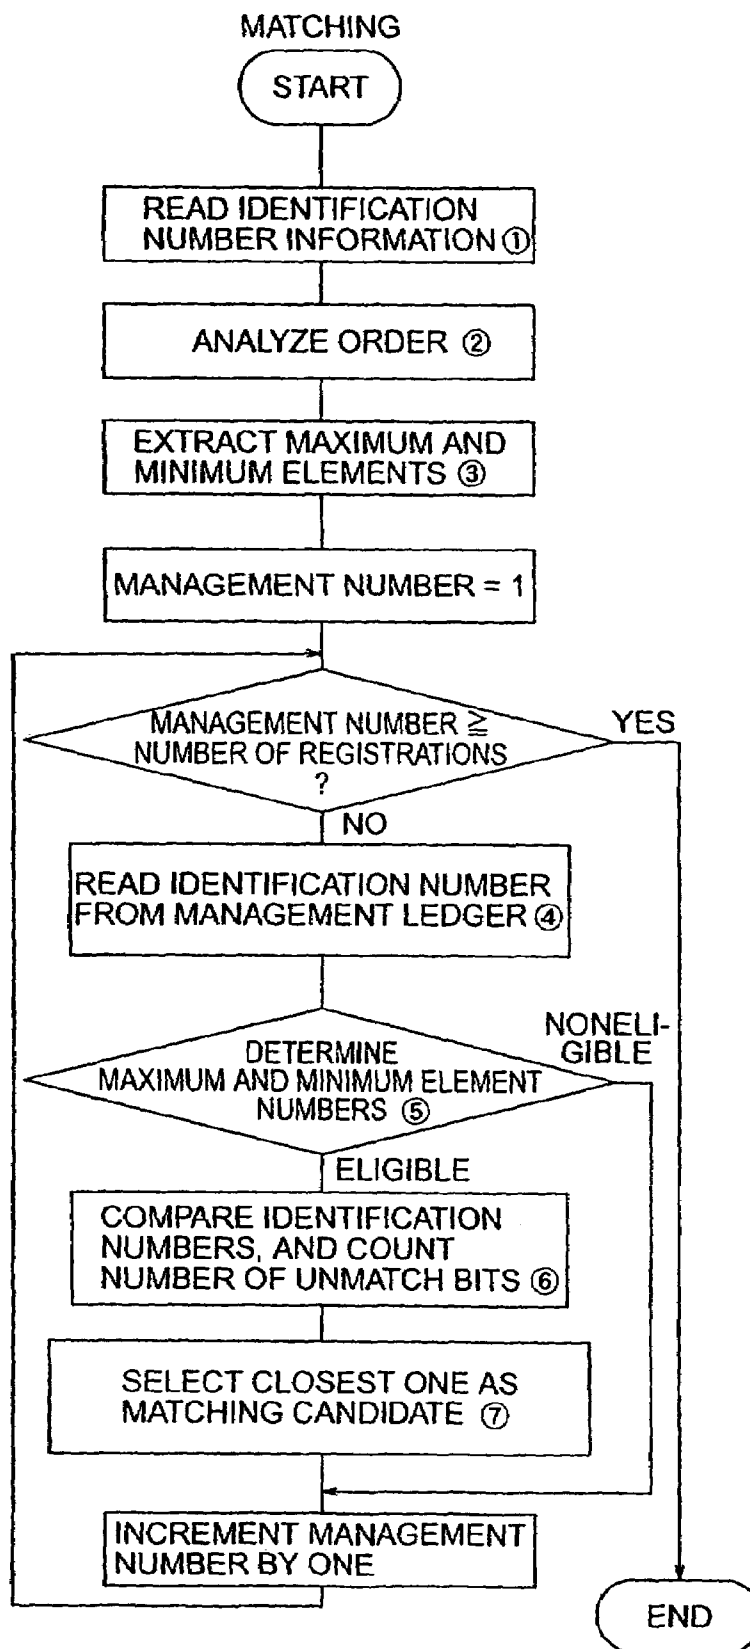 MATCHING
START
READ IDENTIFICATION
NUMBER INFORMATION ①
ANALYZE ORDER ②
EXTRACT MAXIMUM AND
MINIMUM ELEMENTS ③
MANAGEMENT NUMBER = 1
MANAGEMENT NUMBER ≧
NUMBER OF REGISTRATIONS
?
YES
NO
READ IDENTIFICATION NUMBER
FROM MANAGEMENT LEDGER ④
NONELI-
GIBLE
DETERMINE
MAXIMUM AND MINIMUM ELEMENT
NUMBERS ⑤
ELIGIBLE
COMPARE IDENTIFICATION
NUMBERS, AND COUNT
NUMBER OF UNMATCH BITS ⑥
SELECT CLOSEST ONE AS
MATCHING CANDIDATE ⑦
INCREMENT MANAGEMENT
NUMBER BY ONE
END